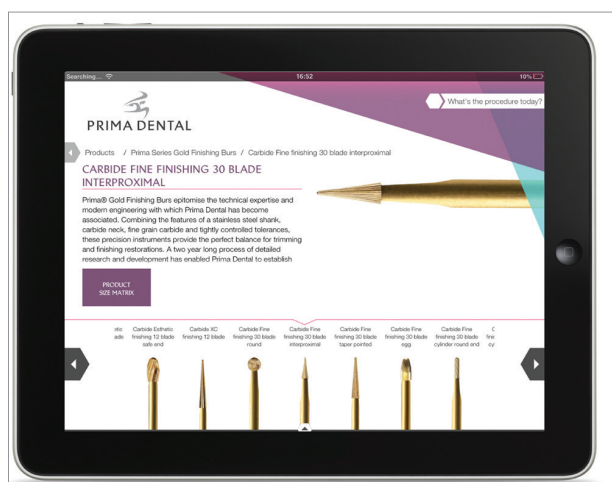 Searching...
16:52
10%
What's the procedure today?
PRIMA DENTAL
Products / Prima Series Gold Finishing Burs / Carbide Fine finishing 30 blade interproximal
CARBIDE FINE FINISHING 30 BLADE
INTERPROXIMAL
Prima® Gold Finishing Burs epitomise the technical expertise and
modern engineering with which Prima Dental has become
associated. Combining the features of a stainless steel shank,
carbide neck, fine grain carbide and tightly controlled tolerances,
these precision instruments provide the perfect balance for trimming
and finishing restorations. A two year long process of detailed
research and development has enabled Prima Dental to establish
PRODUCT
SIZE MATRIX
etic
ade
Carbide Esthetic
finishing 12 blade
safe end
Carbide XC
finishing 12 blade
Carbide Fine
finishing 30 blade
round
Carbide Fine
finishing 30 blade
interproximal
Carbide Fine
finishing 30 blade
taper pointed
Carbide Fine
finishing 30 blade
egg
Carbide Fine
finishing 30 blade
cylinder round end
C
fine
cy